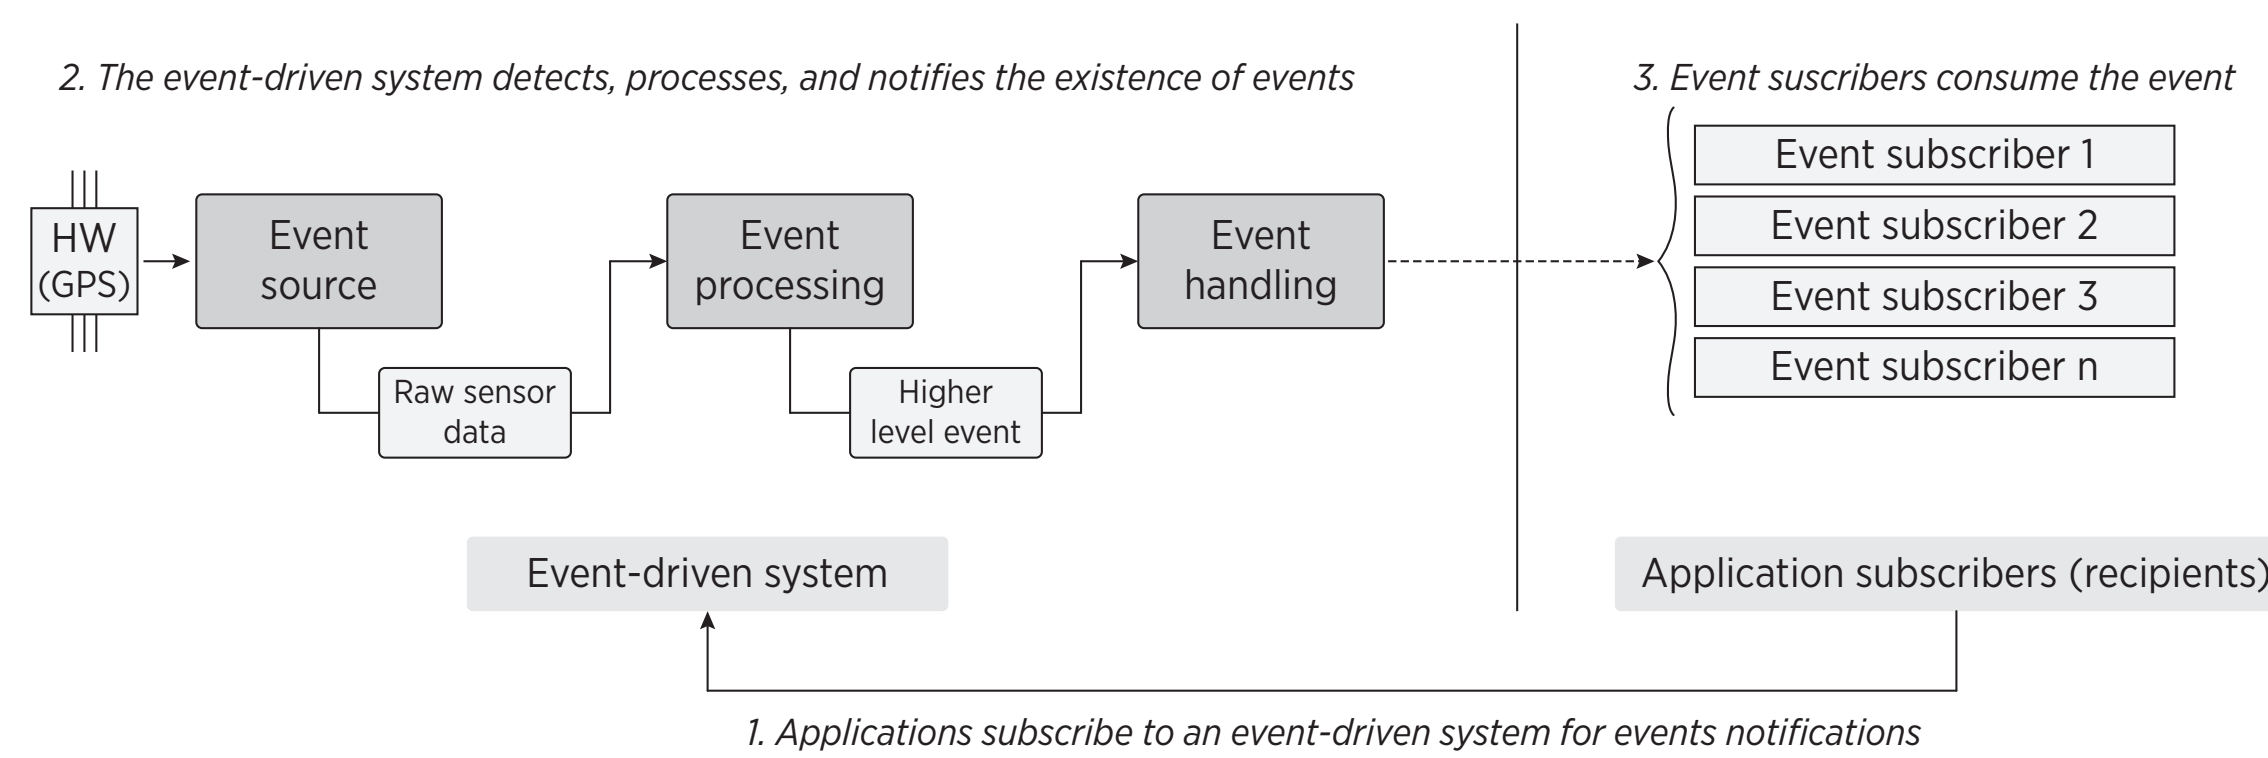 2. The event-driven system detects, processes, and notifies the existence of events
3. Event suscribers consume the event
HW
(GPS)
Event
source
Raw sensor
data
Event
processing
Higher
level event
Event
handling
Event subscriber 1
Event subscriber 2
Event subscriber 3
Event subscriber n
Event-driven system
Application subscribers (recipients)
1. Applications subscribe to an event-driven system for events notifications